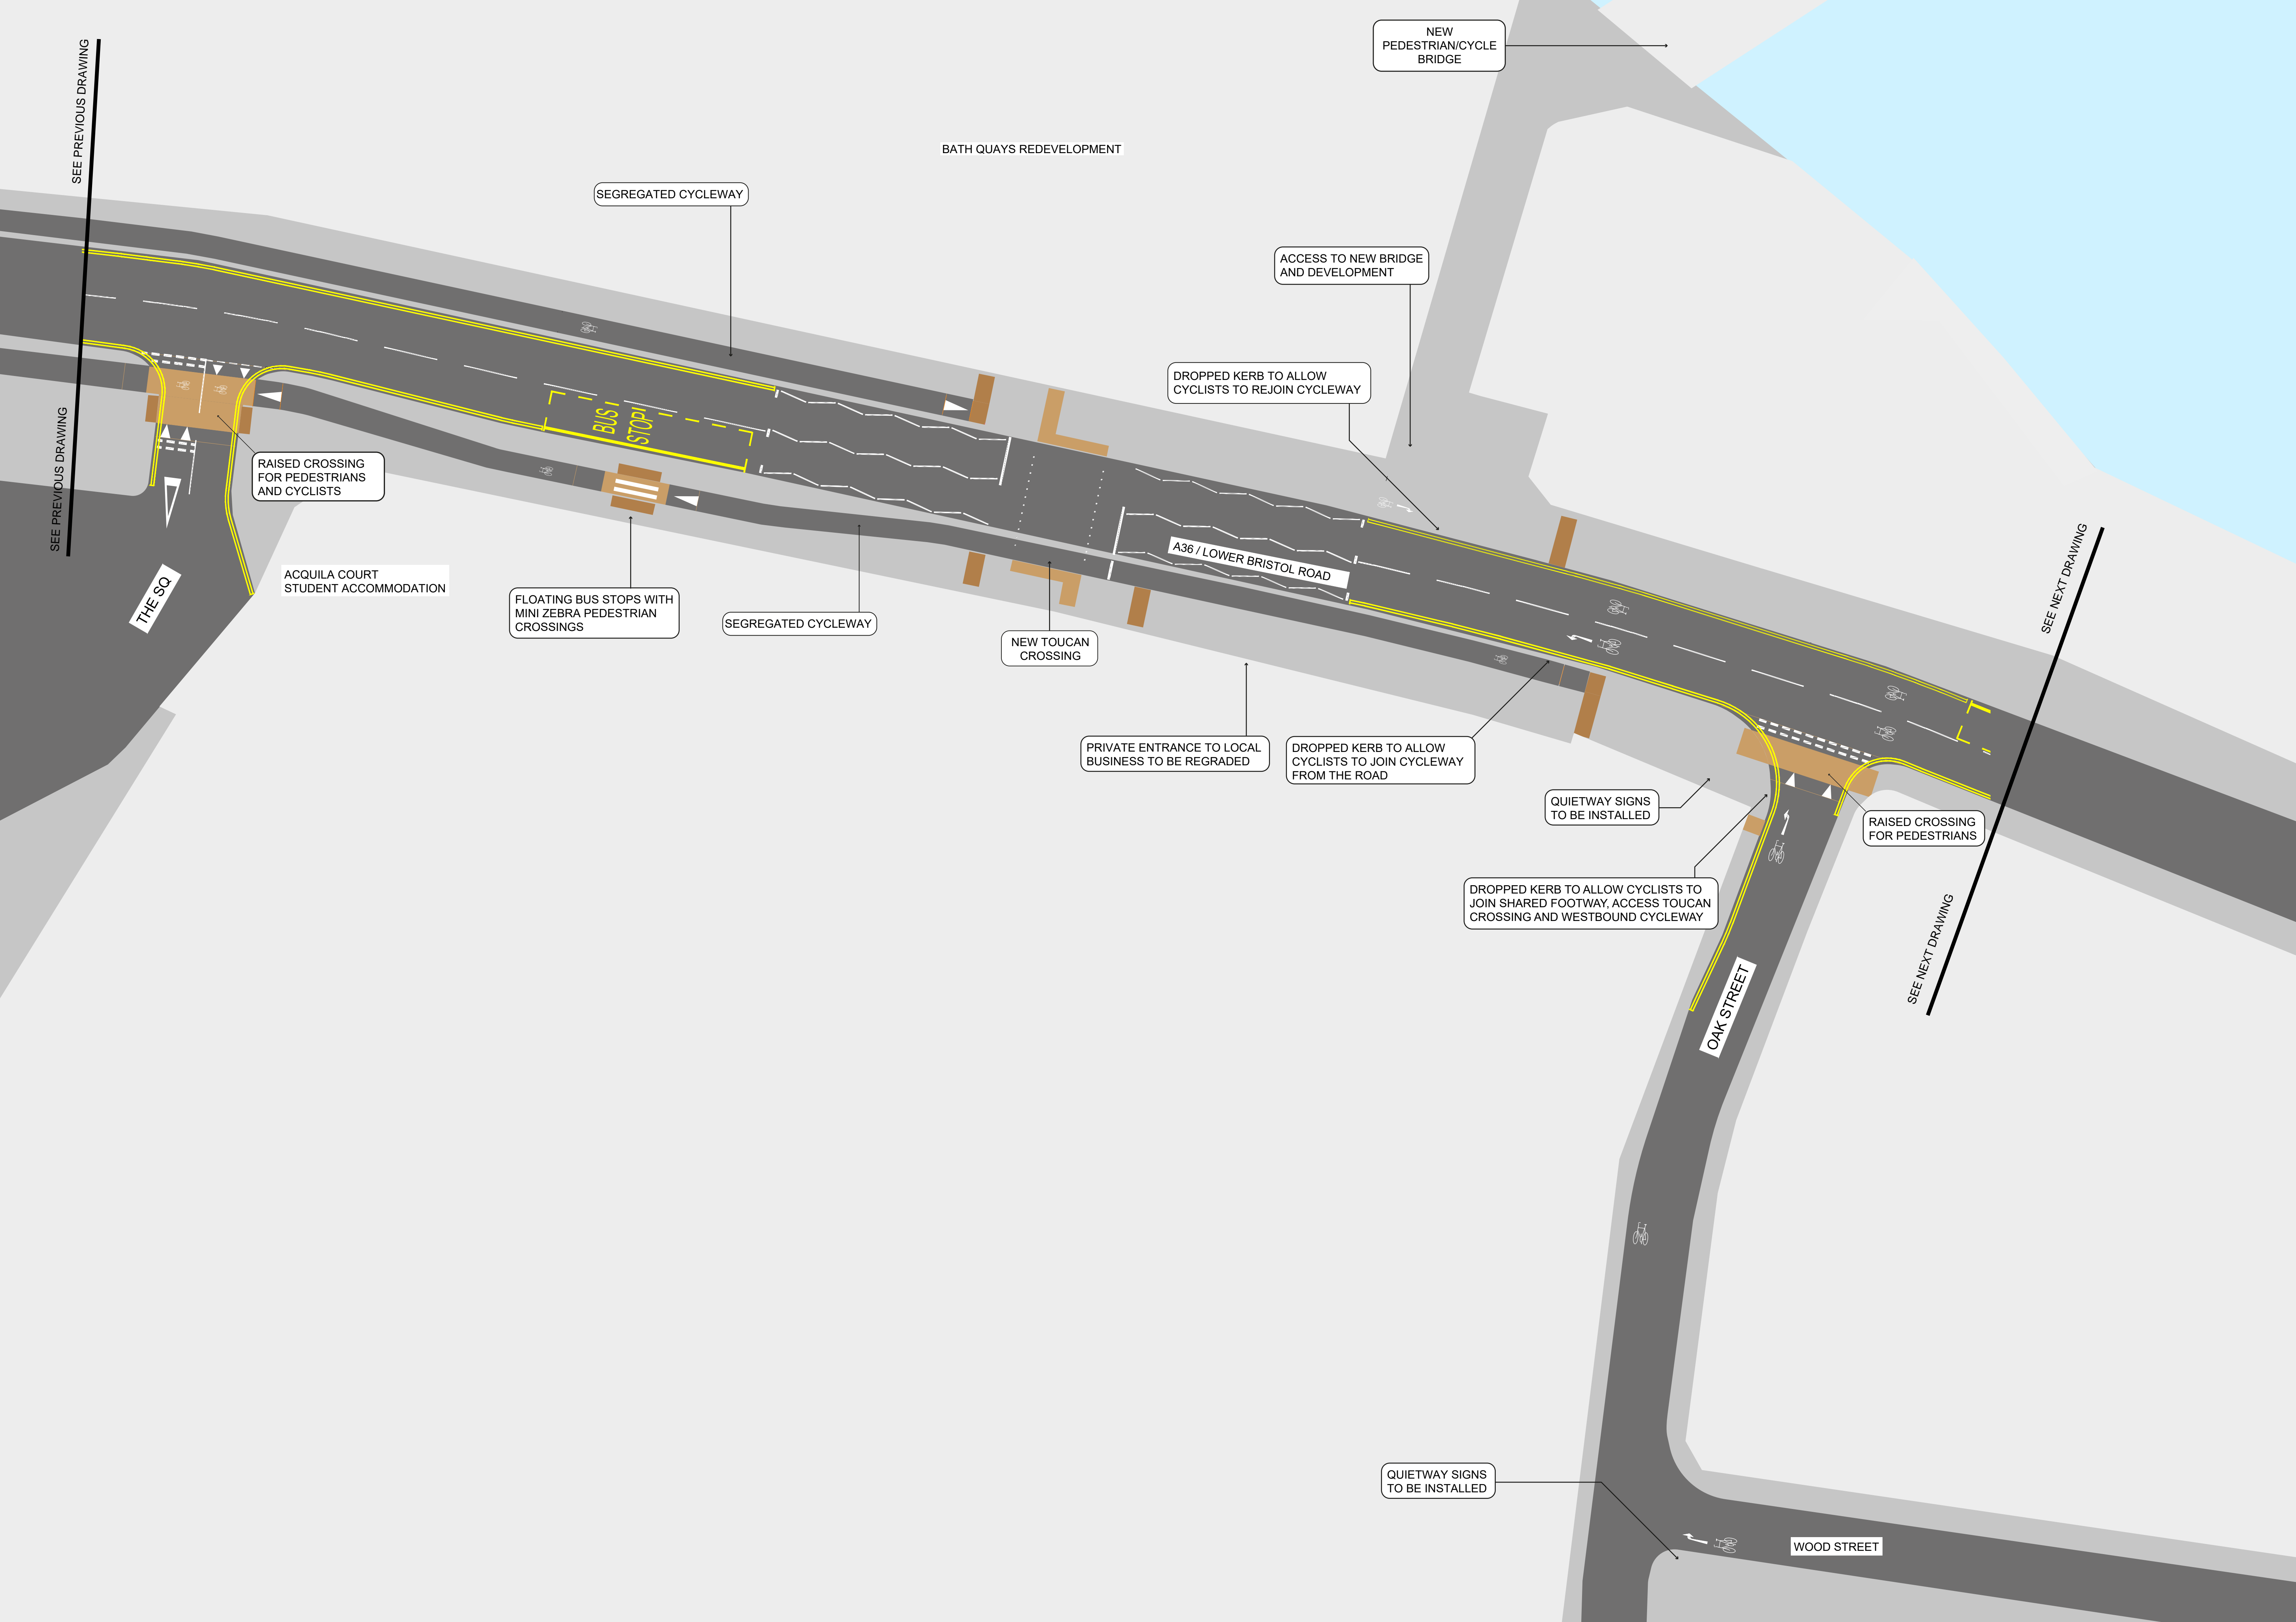 NEW
PEDESTRIAN/CYCLE
BRIDGE
SEE PREVIOUS DRAWING
BATH QUAYS REDEVELOPMENT
SEGREGATED CYCLEWAY
ACCESS TO NEW BRIDGE
AND DEVELOPMENT
DROPPED KERB TO ALLOW
CYCLISTS TO REJOIN CYCLEWAY
BUS
STOP
SEE PREVIOUS DRAWING
RAISED CROSSING
FOR PEDESTRIANS
AND CYCLISTS
A36 / LOWER BRISTOL ROAD
SEE NEXT DRAWING
ACQUILA COURT
STUDENT ACCOMMODATION
THE SQ
FLOATING BUS STOPS WITH
MINI ZEBRA PEDESTRIAN
CROSSINGS
SEGREGATED CYCLEWAY
NEW TOUCAN
CROSSING
PRIVATE ENTRANCE TO LOCAL
BUSINESS TO BE REGRADED
DROPPED KERB TO ALLOW
CYCLISTS TO JOIN CYCLEWAY
FROM THE ROAD
QUIETWAY SIGNS
TO BE INSTALLED
RAISED CROSSING
FOR PEDESTRIANS
DROPPED KERB TO ALLOW CYCLISTS TO
JOIN SHARED FOOTWAY, ACCESS TOUCAN
CROSSING AND WESTBOUND CYCLEWAY
SEE NEXT DRAWING
OAK STREET
QUIETWAY SIGNS
TO BE INSTALLED
WOOD STREET